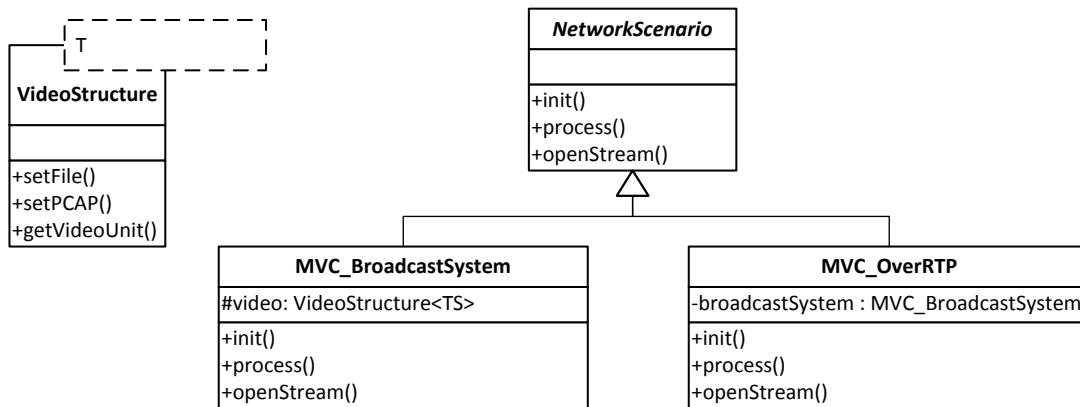 T
VideoStructure
+setFile()
+setPCAP()
+getVideoUnit()
NetworkScenario
+init()
+process()
+openStream()
MVC_BroadcastSystem
#video: VideoStructure<TS>
+init()
+process()
+openStream()
MVC_OverRTP
-broadcastSystem : MVC_BroadcastSystem
+init()
+process()
+openStream()